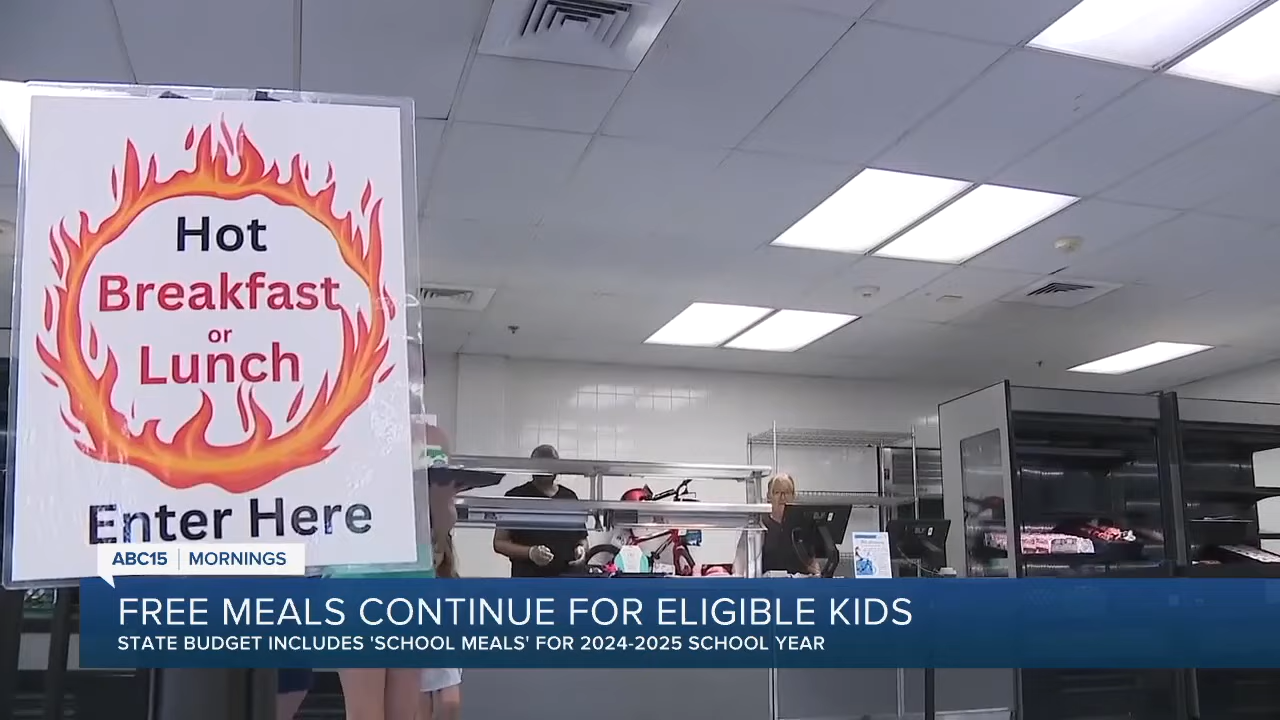 Hot
Breakfast
or
Lunch
Enter Here
ABC15 | MORNINGS
FREE MEALS CONTINUE FOR ELIGIBLE KIDS
STATE BUDGET INCLUDES 'SCHOOL MEALS' FOR 2024-2025 SCHOOL YEAR